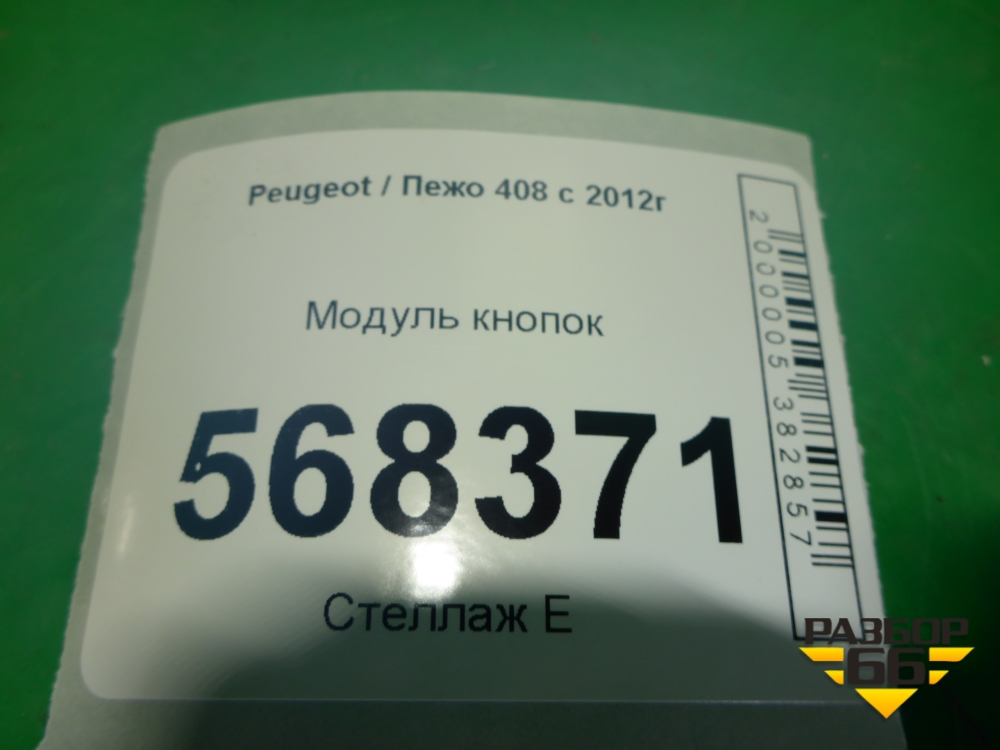 Peugeot / Пежо 408 с 2012г
Модуль кнопок
568371
Стеллаж Е
2000005382857
РАЗБОР
66